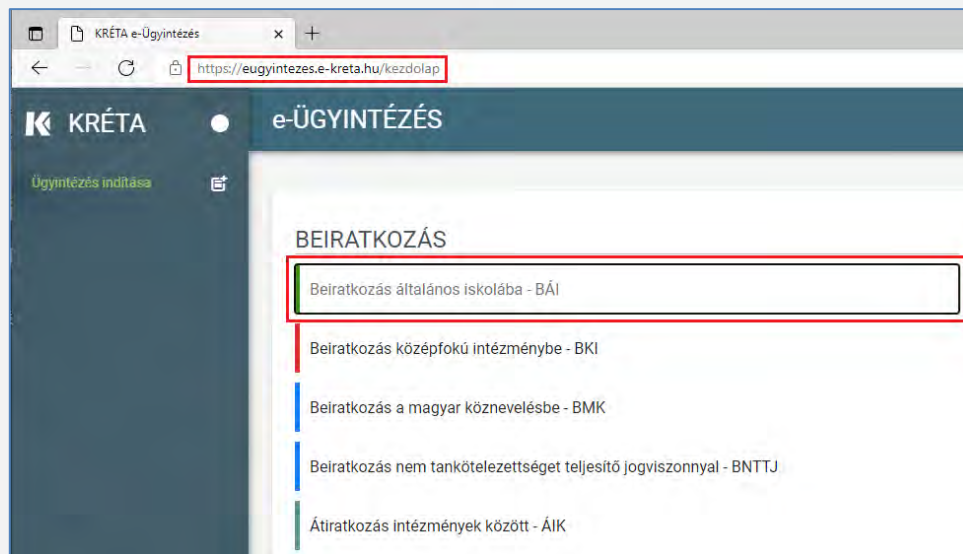 KRÉTA e-Ügyintézés
https://eugyintezes.e-kreta.hu/kezdolap
KRÉTA
e-ÜGYINTÉZÉS
Ügyintézés indítása
BEIRATKOZÁS
Beiratkozás általános iskolába - BÁI
Beiratkozás középfokú intézménybe - BKI
Beiratkozás a magyar köznevelésbe - BMK
Beiratkozás nem tankötelezettséget teljesítő jogviszonnyal - BNTTJ
Átiratkozás intézmények között - ÁIK